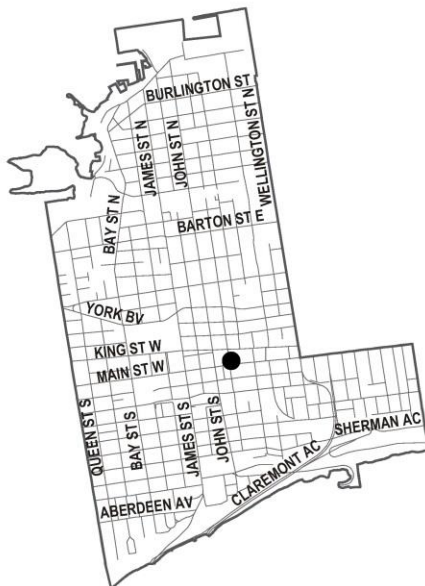 BURLINGTON ST
JAMES ST N
JOHN ST N
WELLINGTON ST N
BAY ST N
BARTON ST E
YORK BV
KING ST W
MAIN ST W
QUEEN ST S
BAY ST S
JAMES ST S
JOHN ST S
SHERMAN AC
CLAREMONT AC
ABERDEEN AV